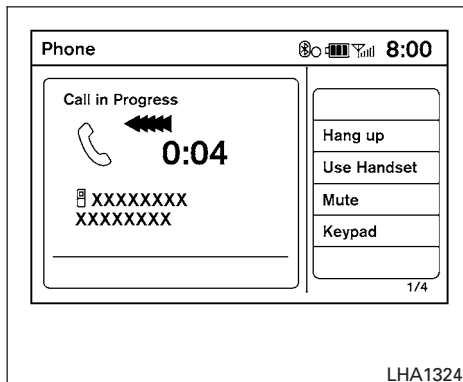 Phone 8:00
Call in Progress
0:04
XXXXXXXX
XXXXXXXX
Hang up
Use Handset
Mute
Keypad
1/4
LHA1324